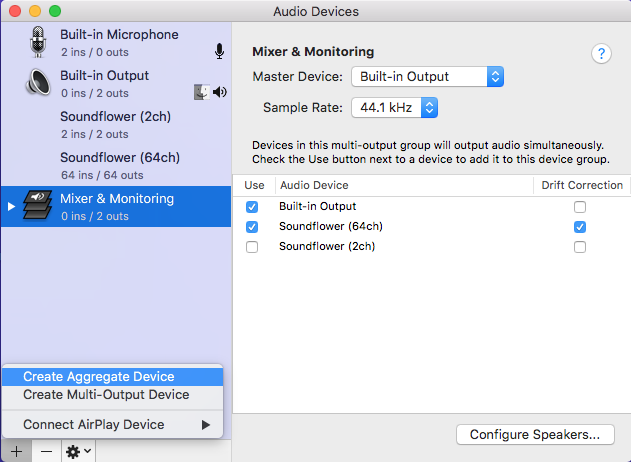 Audio Devices
Built-in Microphone
2 ins / 0 outs
Built-in Output
0 ins / 2 outs
Soundflower (2ch)
2 ins / 2 outs
Soundflower (64ch)
64 ins / 64 outs
Mixer & Monitoring
0 ins / 2 outs
Create Aggregate Device
Create Multi-Output Device
Connect AirPlay Device
Mixer & Monitoring
?
Master Device: Built-in Output
Sample Rate: 44.1 kHz
Devices in this multi-output group will output audio simultaneously.
Check the Use button next to a device to add it to this device group.
Use Audio Device Drift Correction
Built-in Output
Soundflower (64ch)
Soundflower (2ch)
Configure Speakers...